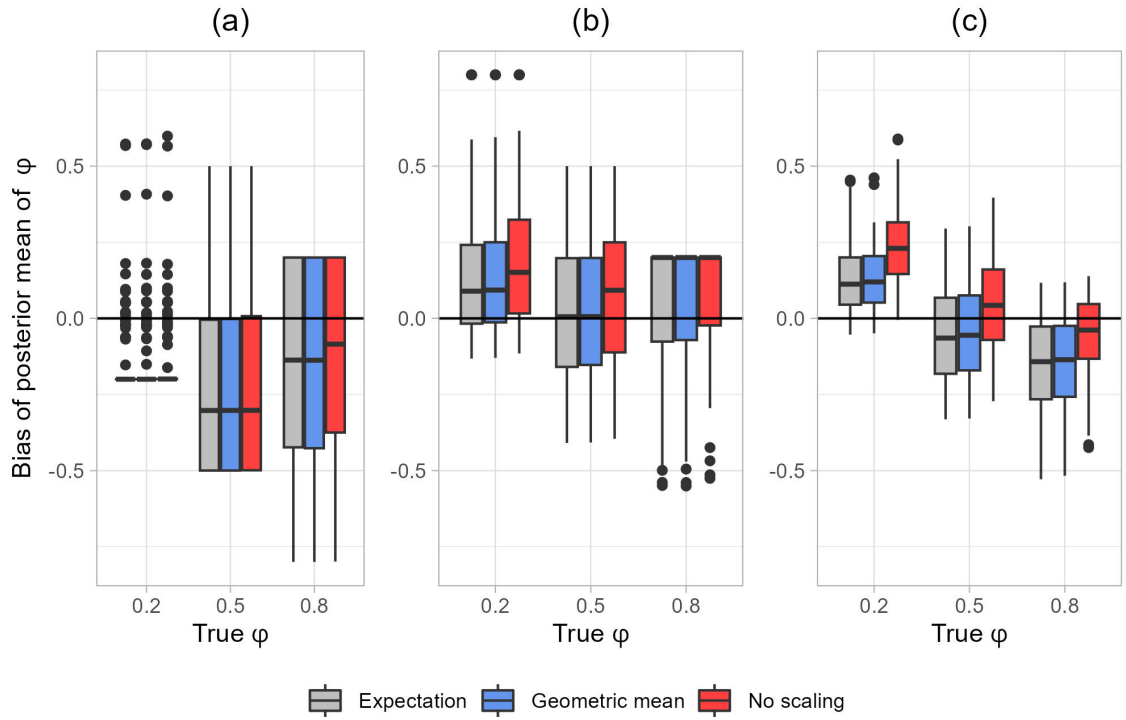 (a) (b) (c)
Bias of posterior mean of φ
0.5
0.0
-0.5
0.2 0.5 0.8
True φ
0.5
0.0
-0.5
0.2 0.5 0.8
True φ
0.5
0.0
-0.5
0.2 0.5 0.8
True φ
Expectation Geometric mean No scaling